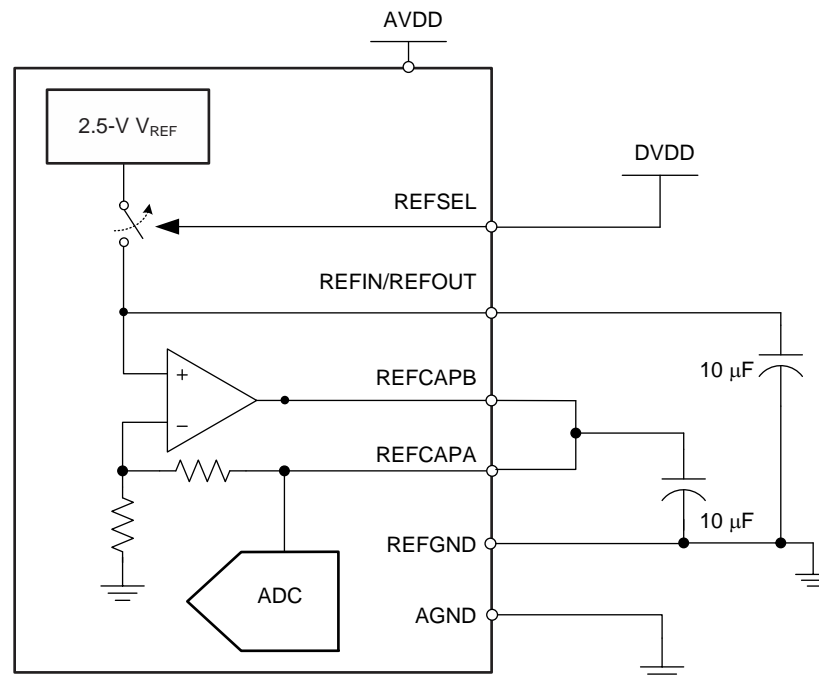 AVDD
2.5-V VREF
DVDD
REFSEL
REFIN/REFOUT
10 μF
REFCAPB
REFCAPA
10 μF
REFGND
ADC
AGND
+
−